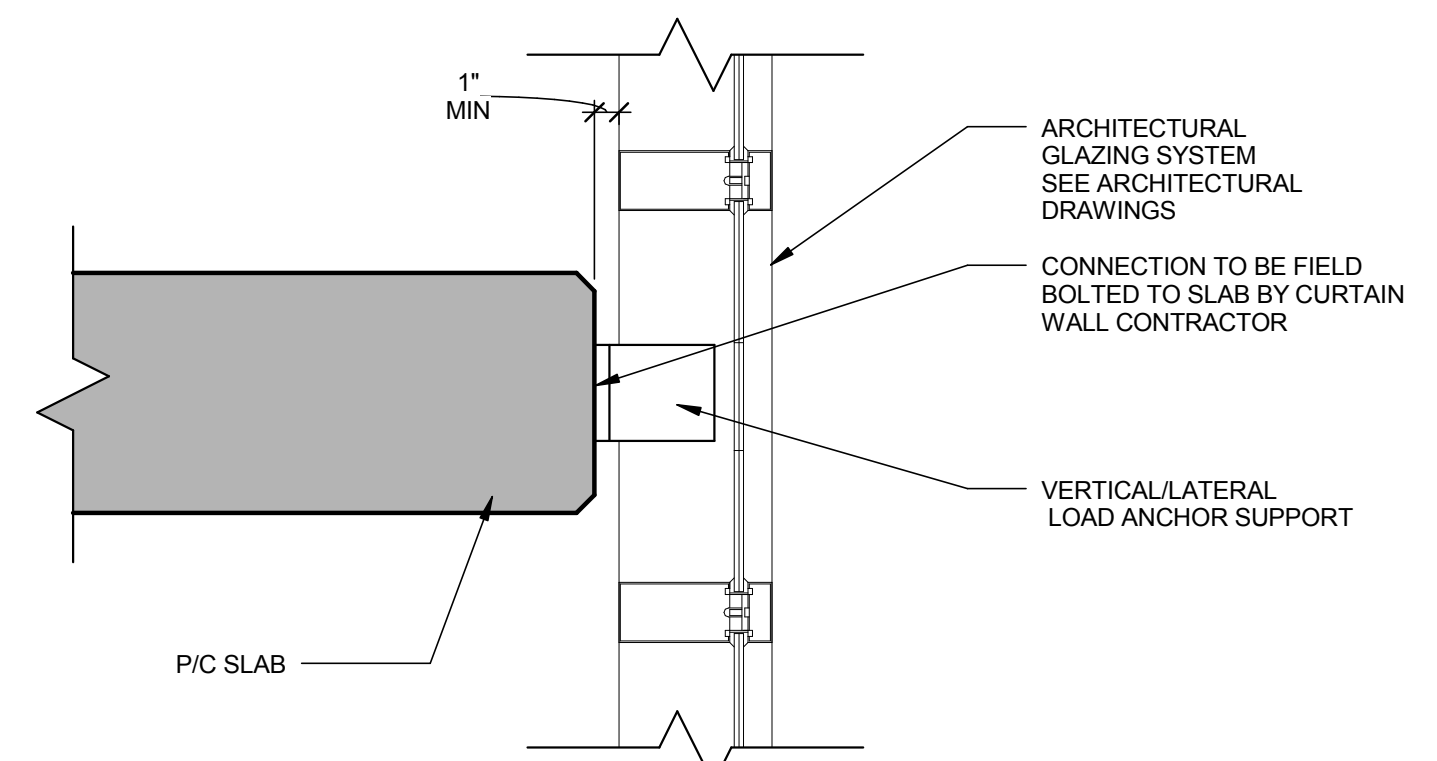 1"
MIN
ARCHITECTURAL
GLAZING SYSTEM
SEE ARCHITECTURAL
DRAWINGS
CONNECTION TO BE FIELD
BOLTED TO SLAB BY CURTAIN
WALL CONTRACTOR
VERTICAL/LATERAL
LOAD ANCHOR SUPPORT
P/C SLAB